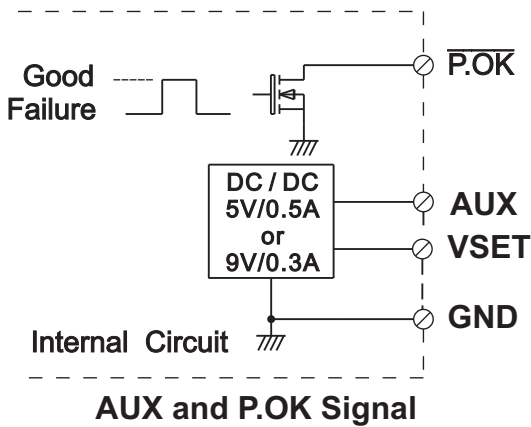 P.OK
Good
Failure
DC / DC
5V/0.5A
or
9V/0.3A
AUX
VSET
GND
Internal Circuit
AUX and P.OK Signal